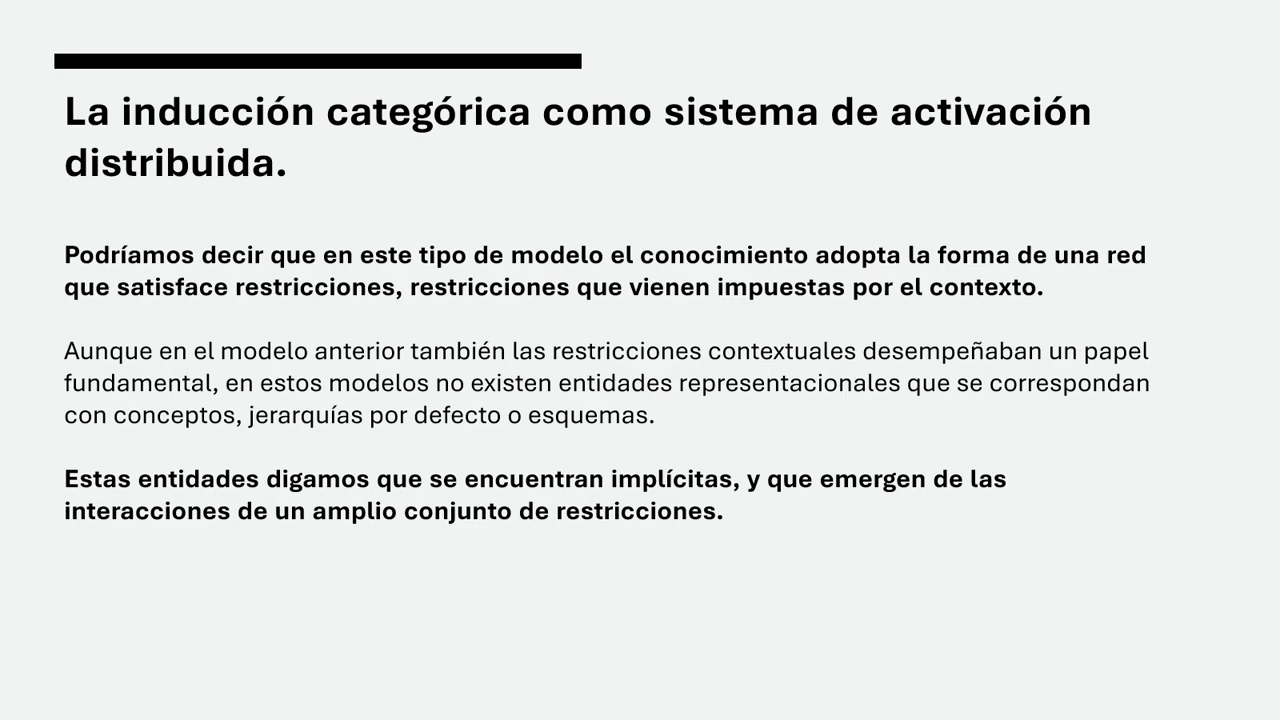 La inducción categórica como sistema de activación
distribuida.
Podríamos decir que en este tipo de modelo el conocimiento adopta la forma de una red
que satisface restricciones, restricciones que vienen impuestas por el contexto.
Aunque en el modelo anterior también las restricciones contextuales desempeñaban un papel
fundamental, en estos modelos no existen entidades representacionales que se correspondan
con conceptos, jerarquías por defecto o esquemas.
Estas entidades digamos que se encuentran implícitas, y que emergen de las
interacciones de un amplio conjunto de restricciones.